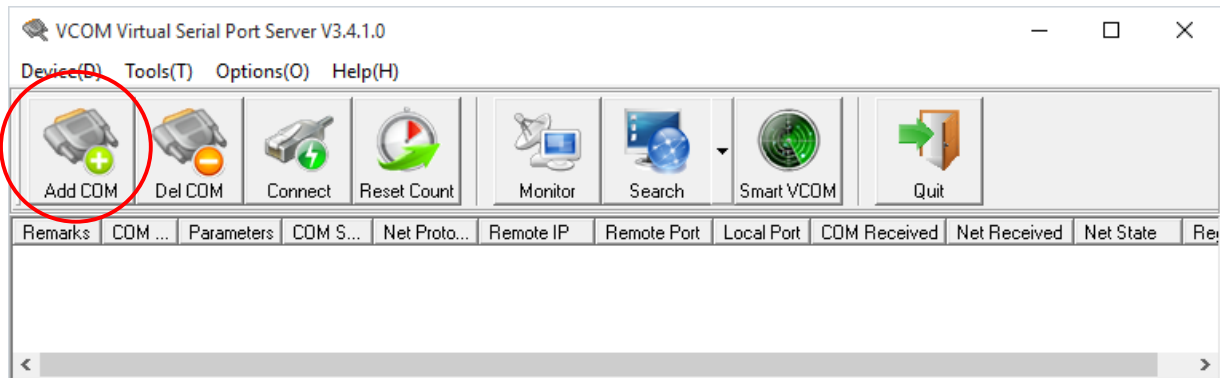 VCOM Virtual Serial Port Server V3.4.1.0
Device(D) Tools(T) Options(O) Help(H)
Add COM Del COM Connect Reset Count Monitor Search Smart VCOM Quit
Remarks COM ... Parameters COM S... Net Proto... Remote IP Remote Port Local Port COM Received Net Received Net State Re